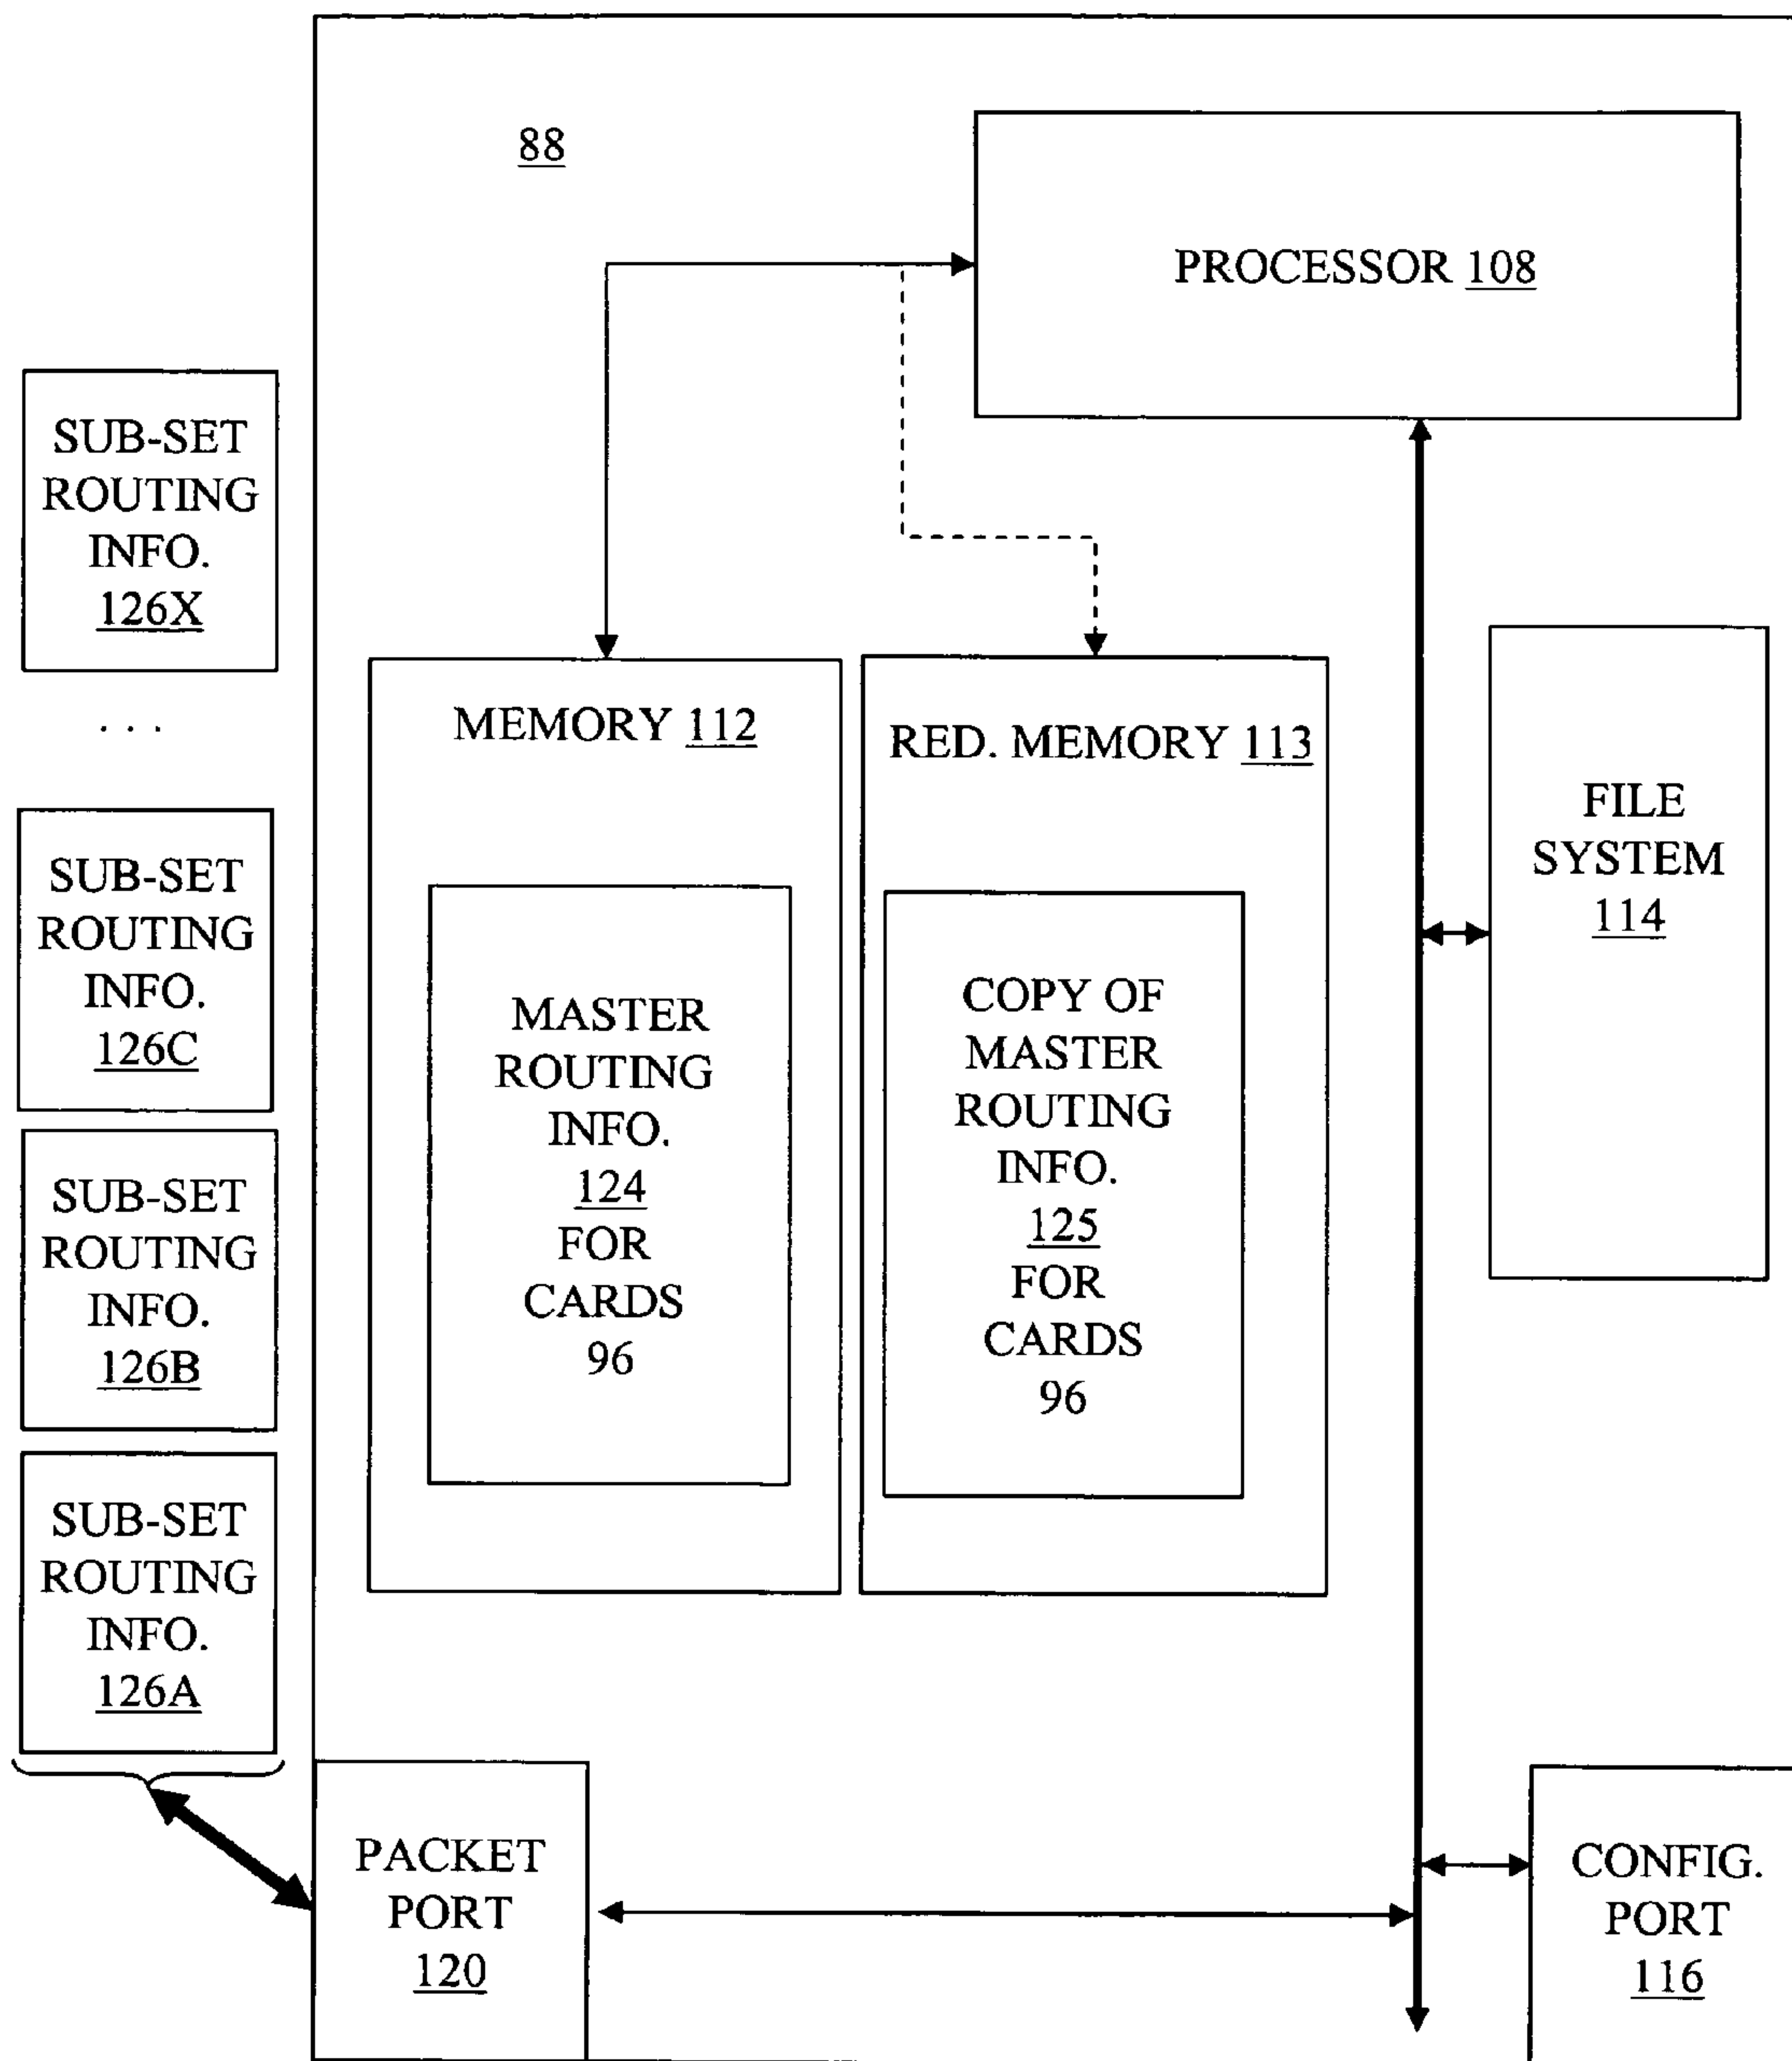 88
PROCESSOR 108
SUB-SET
ROUTING
INFO.
126X
. . .
SUB-SET
ROUTING
INFO.
126C
SUB-SET
ROUTING
INFO.
126B
SUB-SET
ROUTING
INFO.
126A
MEMORY 112
MASTER
ROUTING
INFO.
124
FOR
CARDS
96
RED. MEMORY 113
COPY OF
MASTER
ROUTING
INFO.
125
FOR
CARDS
96
FILE
SYSTEM
114
PACKET
PORT
120
CONFIG.
PORT
116